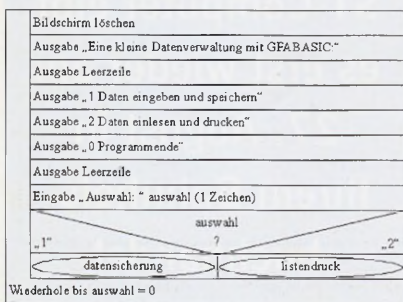 Bildschirm löschen
Ausgabe „Eine kleine Datenverwaltung mit GFABASIC:“
Ausgabe Leerzeile
Ausgabe „1 Daten eingeben und speichern“
Ausgabe „2 Daten einlesen und drucken“
Ausgabe „0 Programmende“
Ausgabe Leerzeile
Eingabe „Auswahl: “ auswahl (1 Zeichen)
auswahl
?
„1“ „2“
datensicherung listendruck
Wiederhole bis auswahl = 0